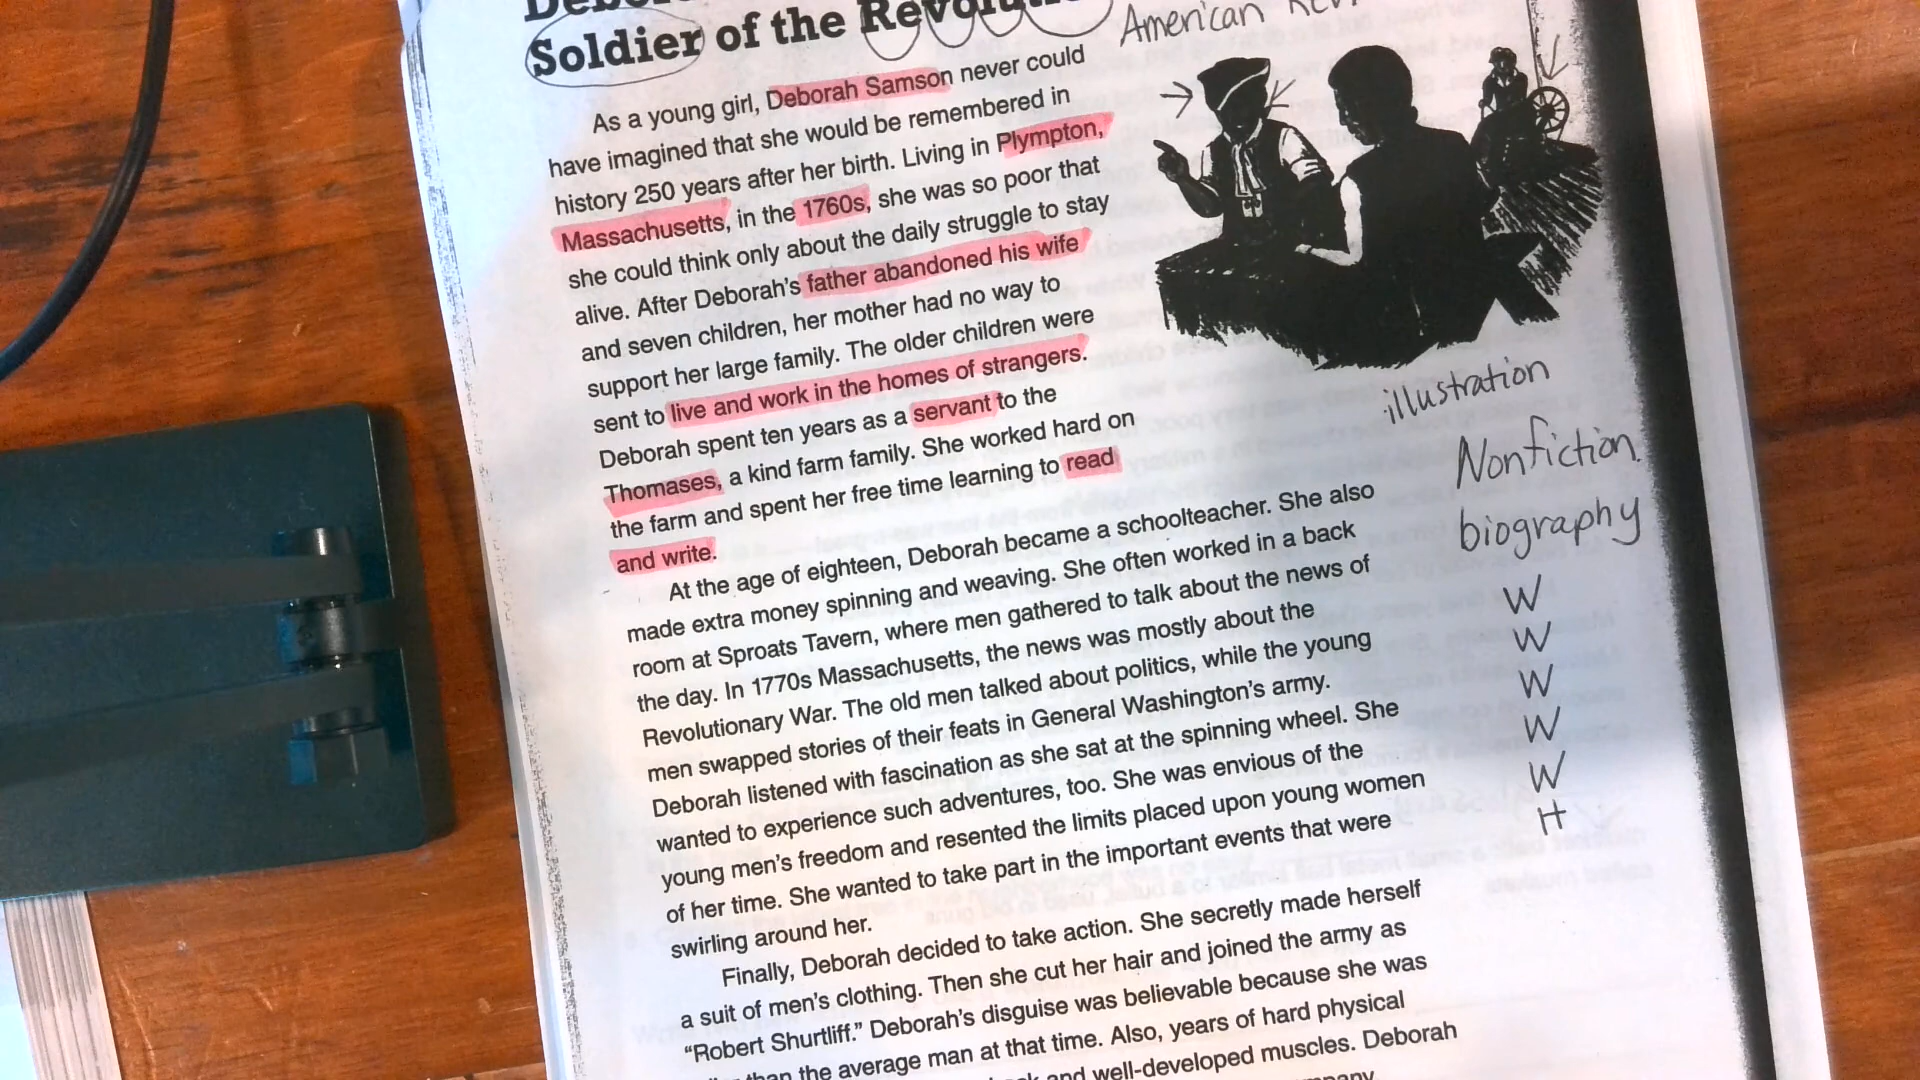 Soldier of the Revolu
American
As a young girl, Deborah Samson never could
have imagined that she would be remembered in
history 250 years after her birth. Living in Plympton,
Massachusetts, in the 1760s, she was so poor that
she could think only about the daily struggle to stay
alive. After Deborah's father abandoned his wife
and seven children, her mother had no way to
support her large family. The older children were
sent to live and work in the homes of strangers.
Deborah spent ten years as a servant to the
Thomases, a kind farm family. She worked hard on
the farm and spent her free time learning to read
and write.
illustration
Nonfiction
biography
At the age of eighteen, Deborah became a schoolteacher. She also
made extra money spinning and weaving. She often worked in a back
room at Sproats Tavern, where men gathered to talk about the news of
the day. In 1770s Massachusetts, the news was mostly about the
Revolutionary War. The old men talked about politics, while the young
men swapped stories of their feats in General Washington's army.
Deborah listened with fascination as she sat at the spinning wheel. She
wanted to experience such adventures, too. She was envious of the
young men's freedom and resented the limits placed upon young women
of her time. She wanted to take part in the important events that were
swirling around her.
W
W
W
W
W
H
Finally, Deborah decided to take action. She secretly made herself
a suit of men's clothing. Then she cut her hair and joined the army as
"Robert Shurtliff." Deborah's disguise was believable because she was
than the average man at that time. Also, years of hard physical
and well-developed muscles. Deborah